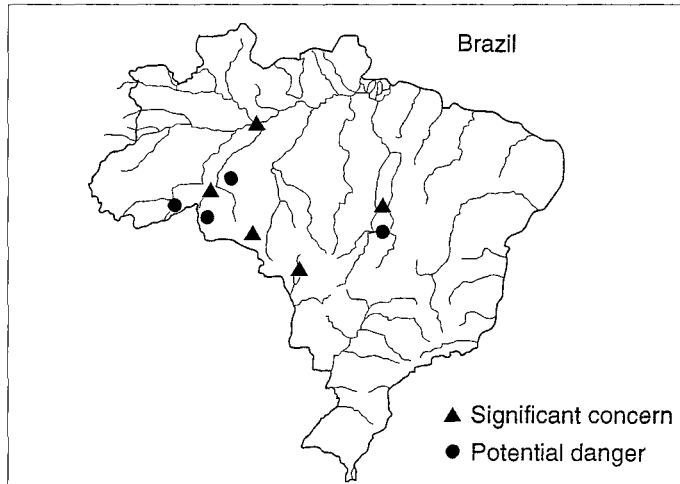 Brazil
▲ Significant concern
● Potential danger